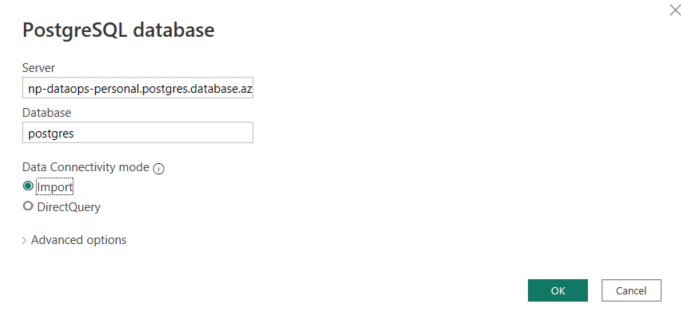 PostgreSQL database
Server
np-dataops-personal.postgres.database.az
Database
postgres
Data Connectivity mode
Import
DirectQuery
Advanced options
OK Cancel